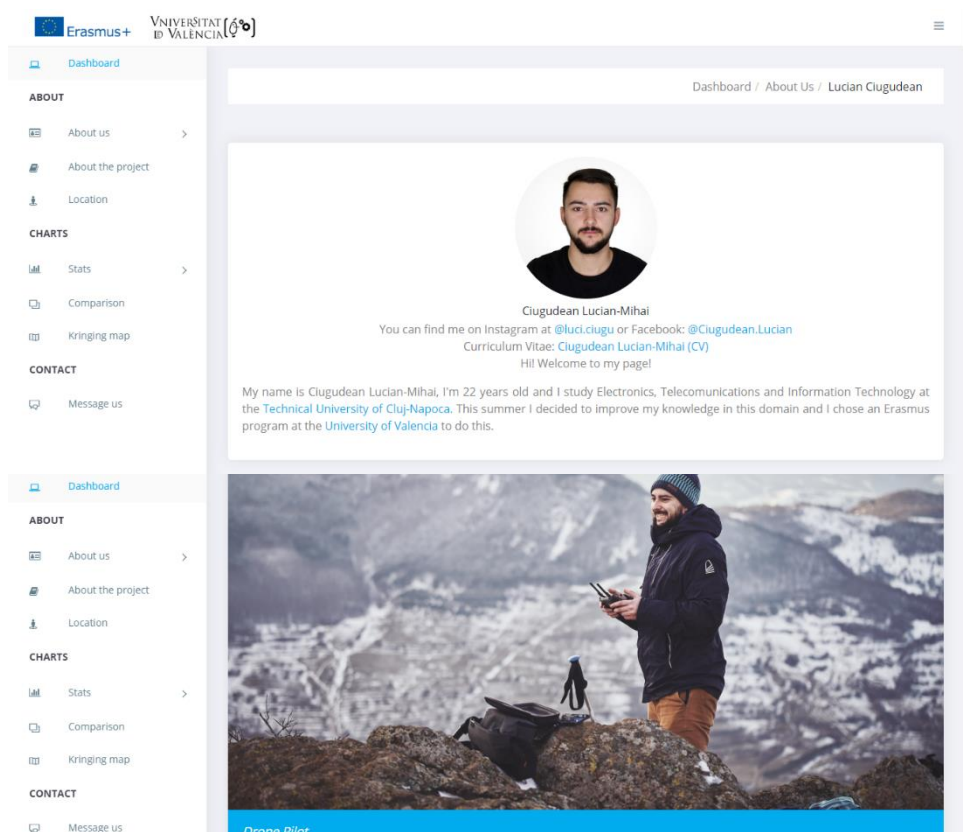 Erasmus+
VNIVERSITAT
ID VALÈNCIA
Dashboard
ABOUT
About us
About the project
Location
CHARTS
Stats
Comparison
Kringing map
CONTACT
Message us
Dashboard / About Us / Lucian Ciugudean
Ciugudean Lucian-Mihai
You can find me on Instagram at @luci.ciugu or Facebook: @Ciugudean.Lucian
Curriculum Vitae: Ciugudean Lucian-Mihai (CV)
Hi! Welcome to my page!
My name is Ciugudean Lucian-Mihai, I'm 22 years old and I study Electronics, Telecomunications and Information Technology at
the Technical University of Cluj-Napoca. This summer I decided to improve my knowledge in this domain and I chose an Erasmus
program at the University of Valencia to do this.
Dashboard
ABOUT
About us
About the project
Location
CHARTS
Stats
Comparison
Kringing map
CONTACT
Message us
Drone Pilot